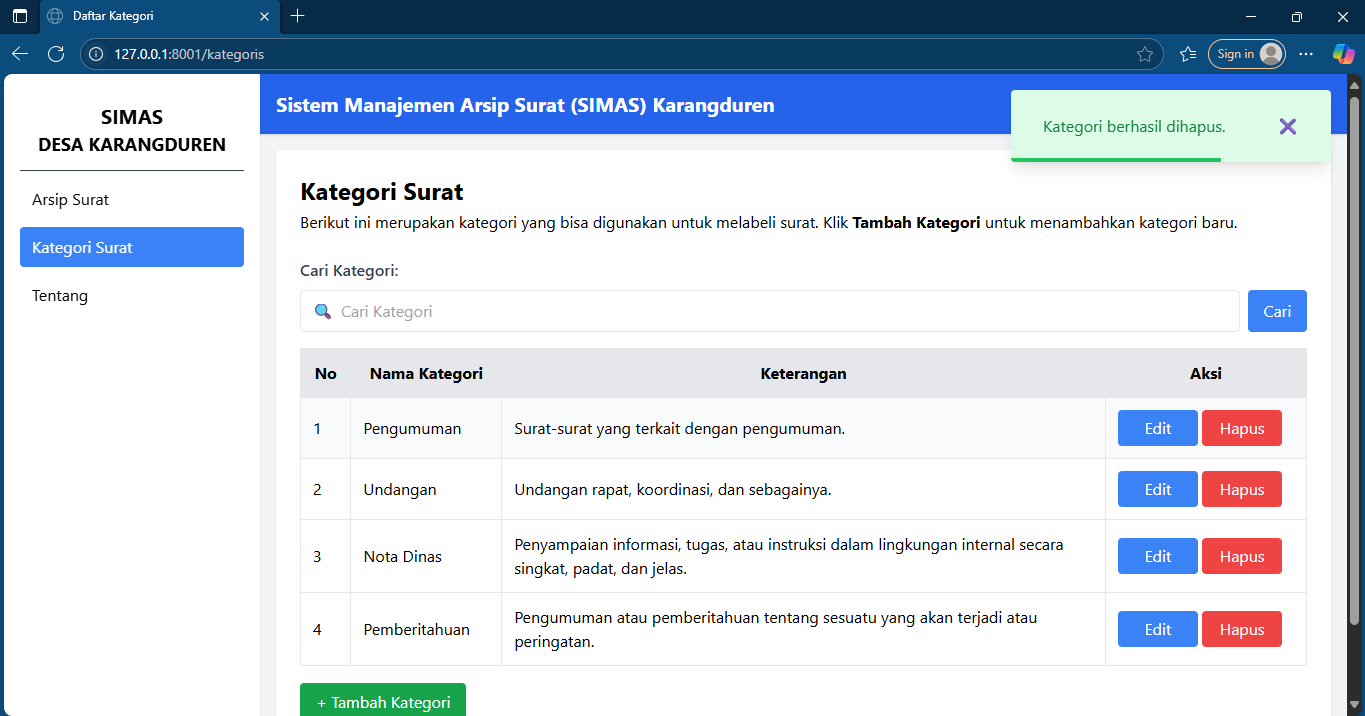 Daftar Kategori
127.0.0.1:8001/kategoris
Sign in
SIMAS
DESA KARANGDUREN
Arsip Surat
Kategori Surat
Tentang
Sistem Manajemen Arsip Surat (SIMAS) Karangduren
Kategori berhasil dihapus.
Kategori Surat
Berikut ini merupakan kategori yang bisa digunakan untuk melabeli surat. Klik Tambah Kategori untuk menambahkan kategori baru.
Cari Kategori:
Cari Kategori
Cari
No Nama Kategori Keterangan Aksi
1 Pengumuman Surat-surat yang terkait dengan pengumuman. Edit Hapus
2 Undangan Undangan rapat, koordinasi, dan sebagainya. Edit Hapus
3 Nota Dinas Penyampaian informasi, tugas, atau instruksi dalam lingkungan internal secara
singkat, padat, dan jelas. Edit Hapus
4 Pemberitahuan Pengumuman atau pemberitahuan tentang sesuatu yang akan terjadi atau
peringatan. Edit Hapus
+ Tambah Kategori